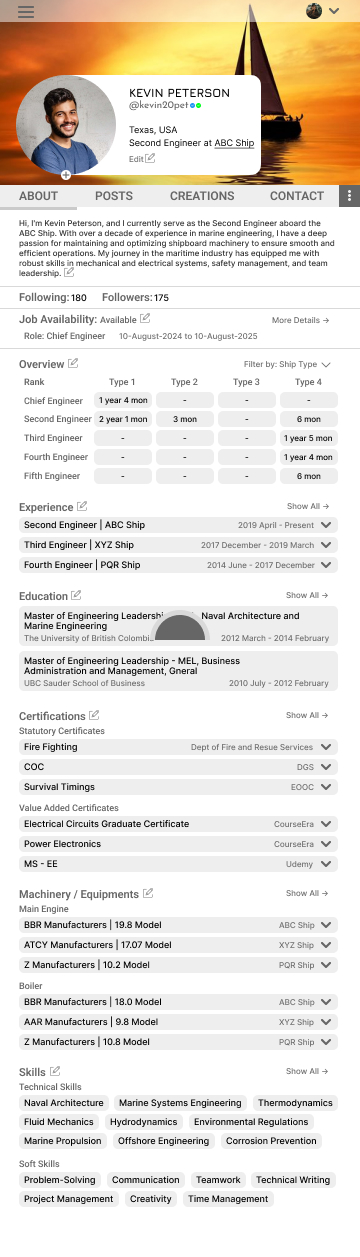 KEVIN PETERSON
@kevin20pet
Texas, USA
Second Engineer at ABC Ship
Edit
ABOUT POSTS CREATIONS CONTACT
Hi, I'm Kevin Peterson, and I currently serve as the Second Engineer aboard the
ABC Ship. With over a decade of experience in marine engineering, I have a deep
passion for maintaining and optimizing shipboard machinery to ensure smooth and
efficient operations. My journey in the maritime industry has equipped me with
robust skills in mechanical and electrical systems, safety management, and team
leadership.
Following: 180 Followers: 175
Job Availability: Available More Details →
Role: Chief Engineer 10-August-2024 to 10-August-2025
Overview Filter by: Ship Type
Rank Type 1 Type 2 Type 3 Type 4
Chief Engineer 1 year 4 mon - - -
Second Engineer 2 year 1 mon 3 mon - 6 mon
Third Engineer - - - 1 year 5 mon
Fourth Engineer - - - 1 year 4 mon
Fifth Engineer - - - 6 mon
Experience Show All →
Second Engineer | ABC Ship 2019 April - Present
Third Engineer | XYZ Ship 2017 December - 2019 March
Fourth Engineer | PQR Ship 2014 June - 2017 December
Education Show All →
Master of Engineering Naval Architecture and
Marine Engineering
The University of British 2012 March - 2014 February
Master of Engineering Leadership - MEL, Business
Administration and Management, Gneral
UBC Sauder School of Business 2010 July - 2012 February
Certifications Show All →
Statutory Certificates
Fire Fighting Dept of Fire and Resue Services
COC DGS
Survival Timings EOOC
Value Added Certificates
Electrical Circuits Graduate Certificate CourseEra
Power Electronics CourseEra
MS - EE Udemy
Machinery / Equipments Show All →
Main Engine
BBR Manufacturers | 19.8 Model ABC Ship
ATCY Manufacturers | 17.07 Model XYZ Ship
Z Manufacturers | 10.2 Model PQR Ship
Boiler
BBR Manufacturers | 18.0 Model ABC Ship
AAR Manufacturers | 9.8 Model XYZ Ship
Z Manufacturers | 10.8 Model PQR Ship
Skills Show All →
Technical Skills
Naval Architecture Marine Systems Engineering Thermodynamics
Fluid Mechanics Hydrodynamics Environmental Regulations
Marine Propulsion Offshore Engineering Corrosion Prevention
Soft Skills
Problem-Solving Communication Teamwork Technical Writing
Project Management Creativity Time Management